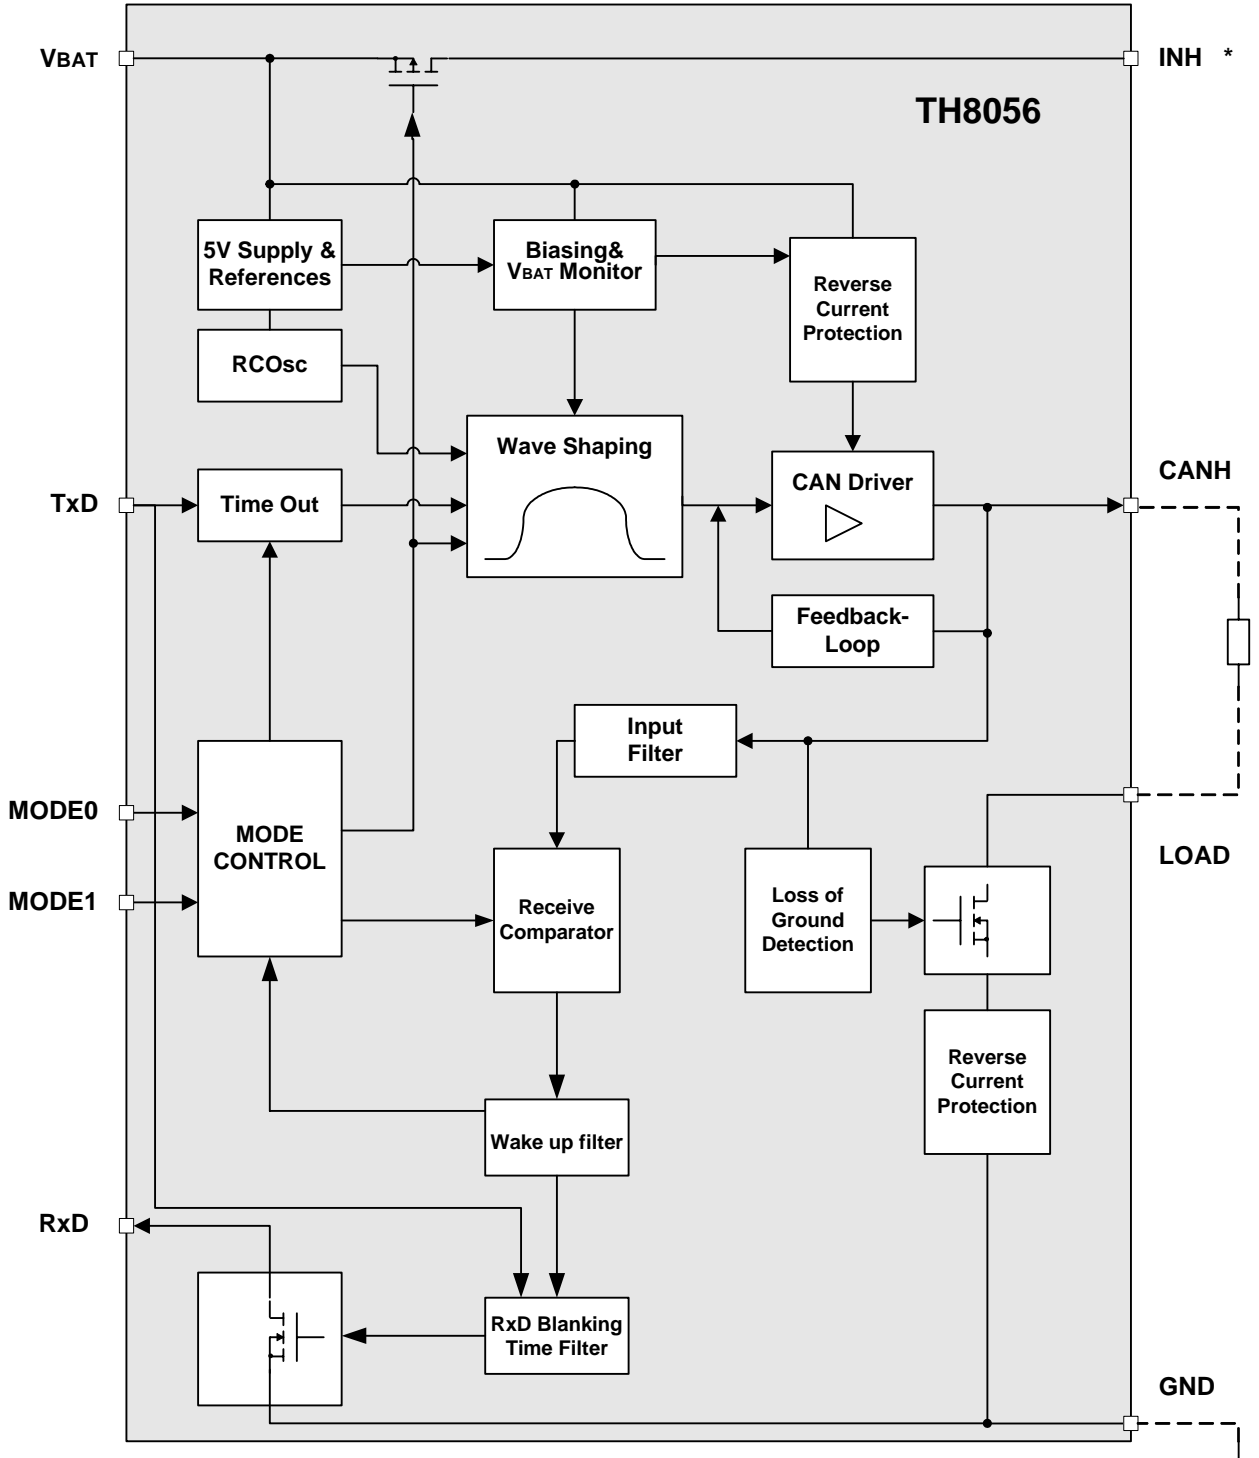 VBAT
INH *
TH8056
5V Supply &
References
Biasing&
VBAT Monitor
Reverse
Current
Protection
RCOsc
Wave Shaping
CANH
TxD
Time Out
CAN Driver
Feedback-
Loop
Input
Filter
MODE0
MODE
CONTROL
LOAD
MODE1
Receive
Comparator
Loss of
Ground
Detection
Reverse
Current
Protection
Wake up filter
RxD
RxD Blanking
Time Filter
GND